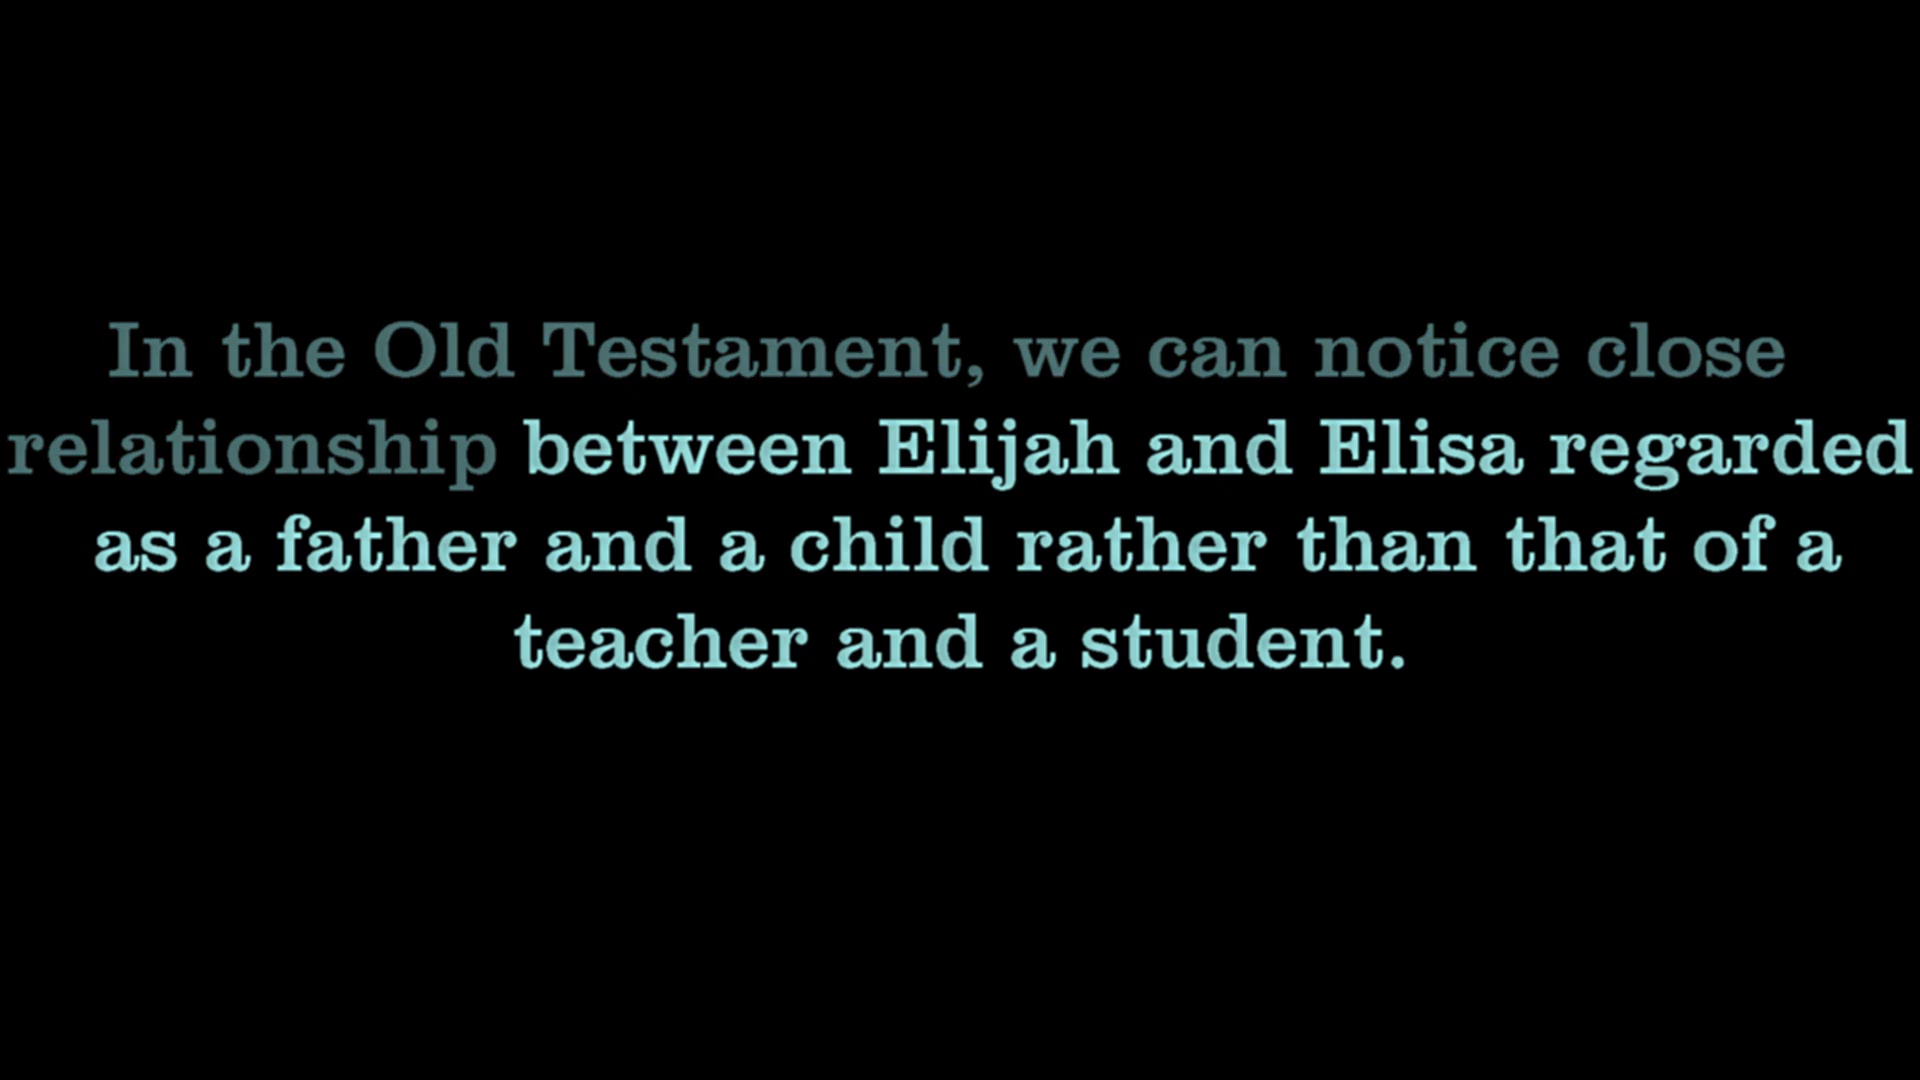 In the Old Testament, we can notice close
relationship between Elijah and Elisa regarded
as a father and a child rather than that of a
teacher and a student.